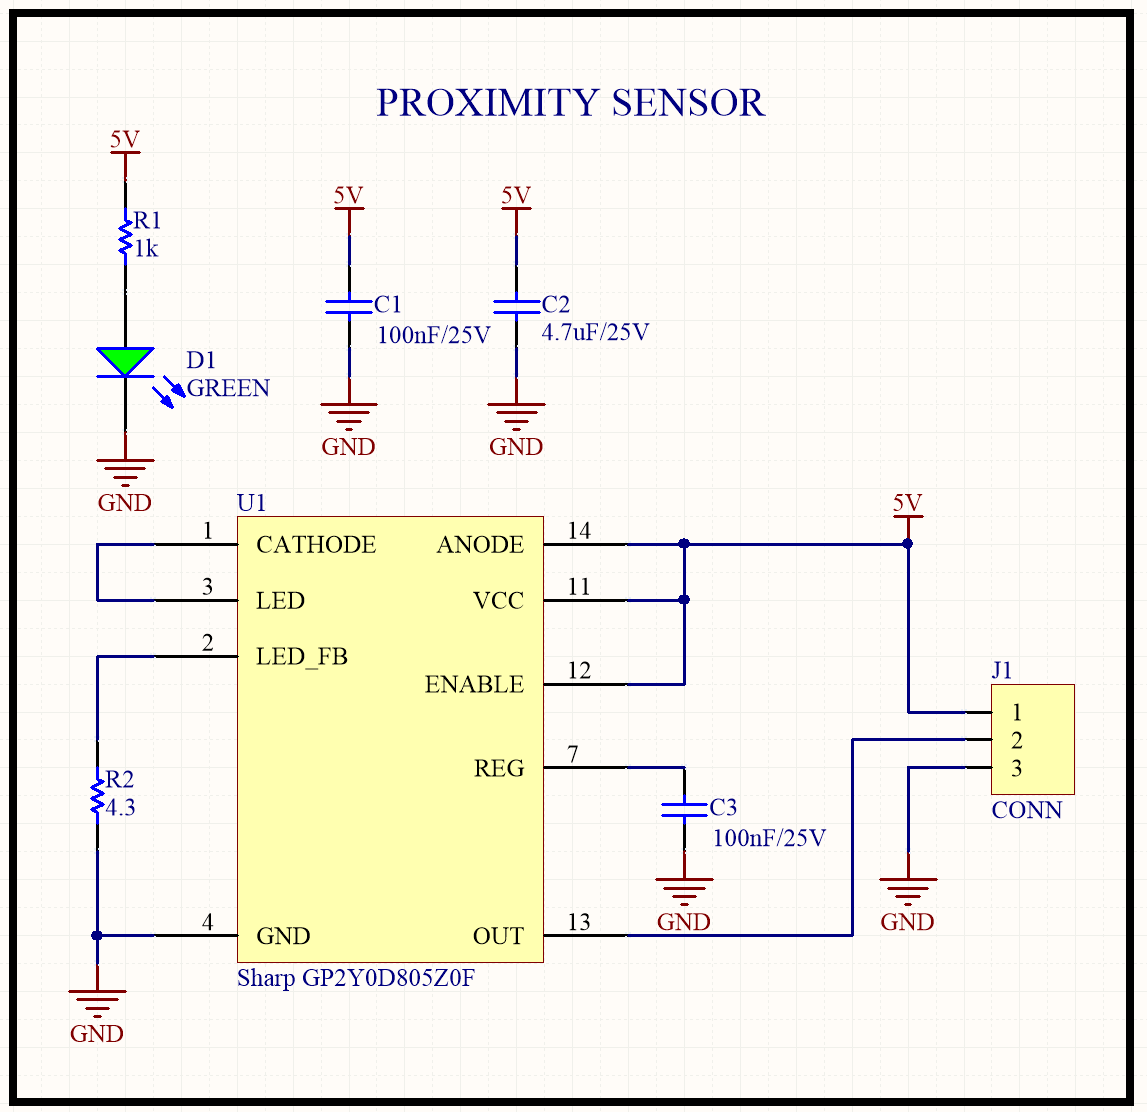 PROXIMITY SENSOR
5V
R1
1k
D1
GREEN
GND
5V
C1
100nF/25V
GND
5V
C2
4.7uF/25V
GND
U1
1 CATHODE
3 LED
2 LED_FB
4 GND
ANODE 14
VCC 11
ENABLE 12
REG 7
OUT 13
Sharp GP2Y0D805Z0F
R2
4.3
GND
C3
100nF/25V
GND
5V
J1
1
2
3
CONN
GND